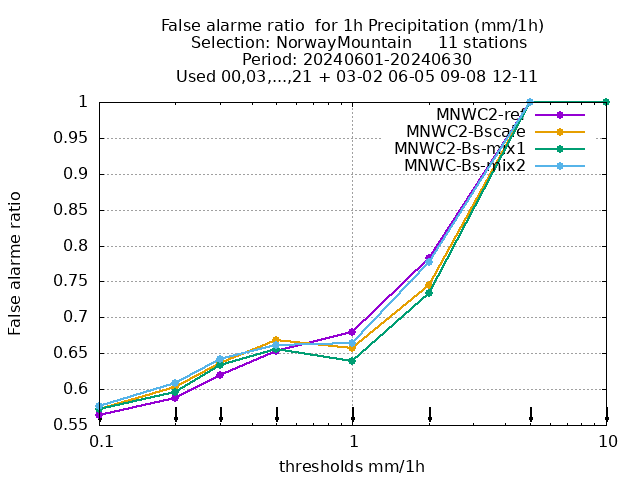 False alarme ratio  for 1h Precipitation (mm/1h)
Selection: NorwayMountain     11 stations
Period: 20240601-20240630
Used 00,03,...,21 + 03-02 06-05 09-08 12-11
MNWC2-ref
MNWC2-Bscare
MNWC2-Bs-mix1
MNWC-Bs-mix2
False alarme ratio
1
0.95
0.9
0.85
0.8
0.75
0.7
0.65
0.6
0.55
0.1
1
10
thresholds mm/1h